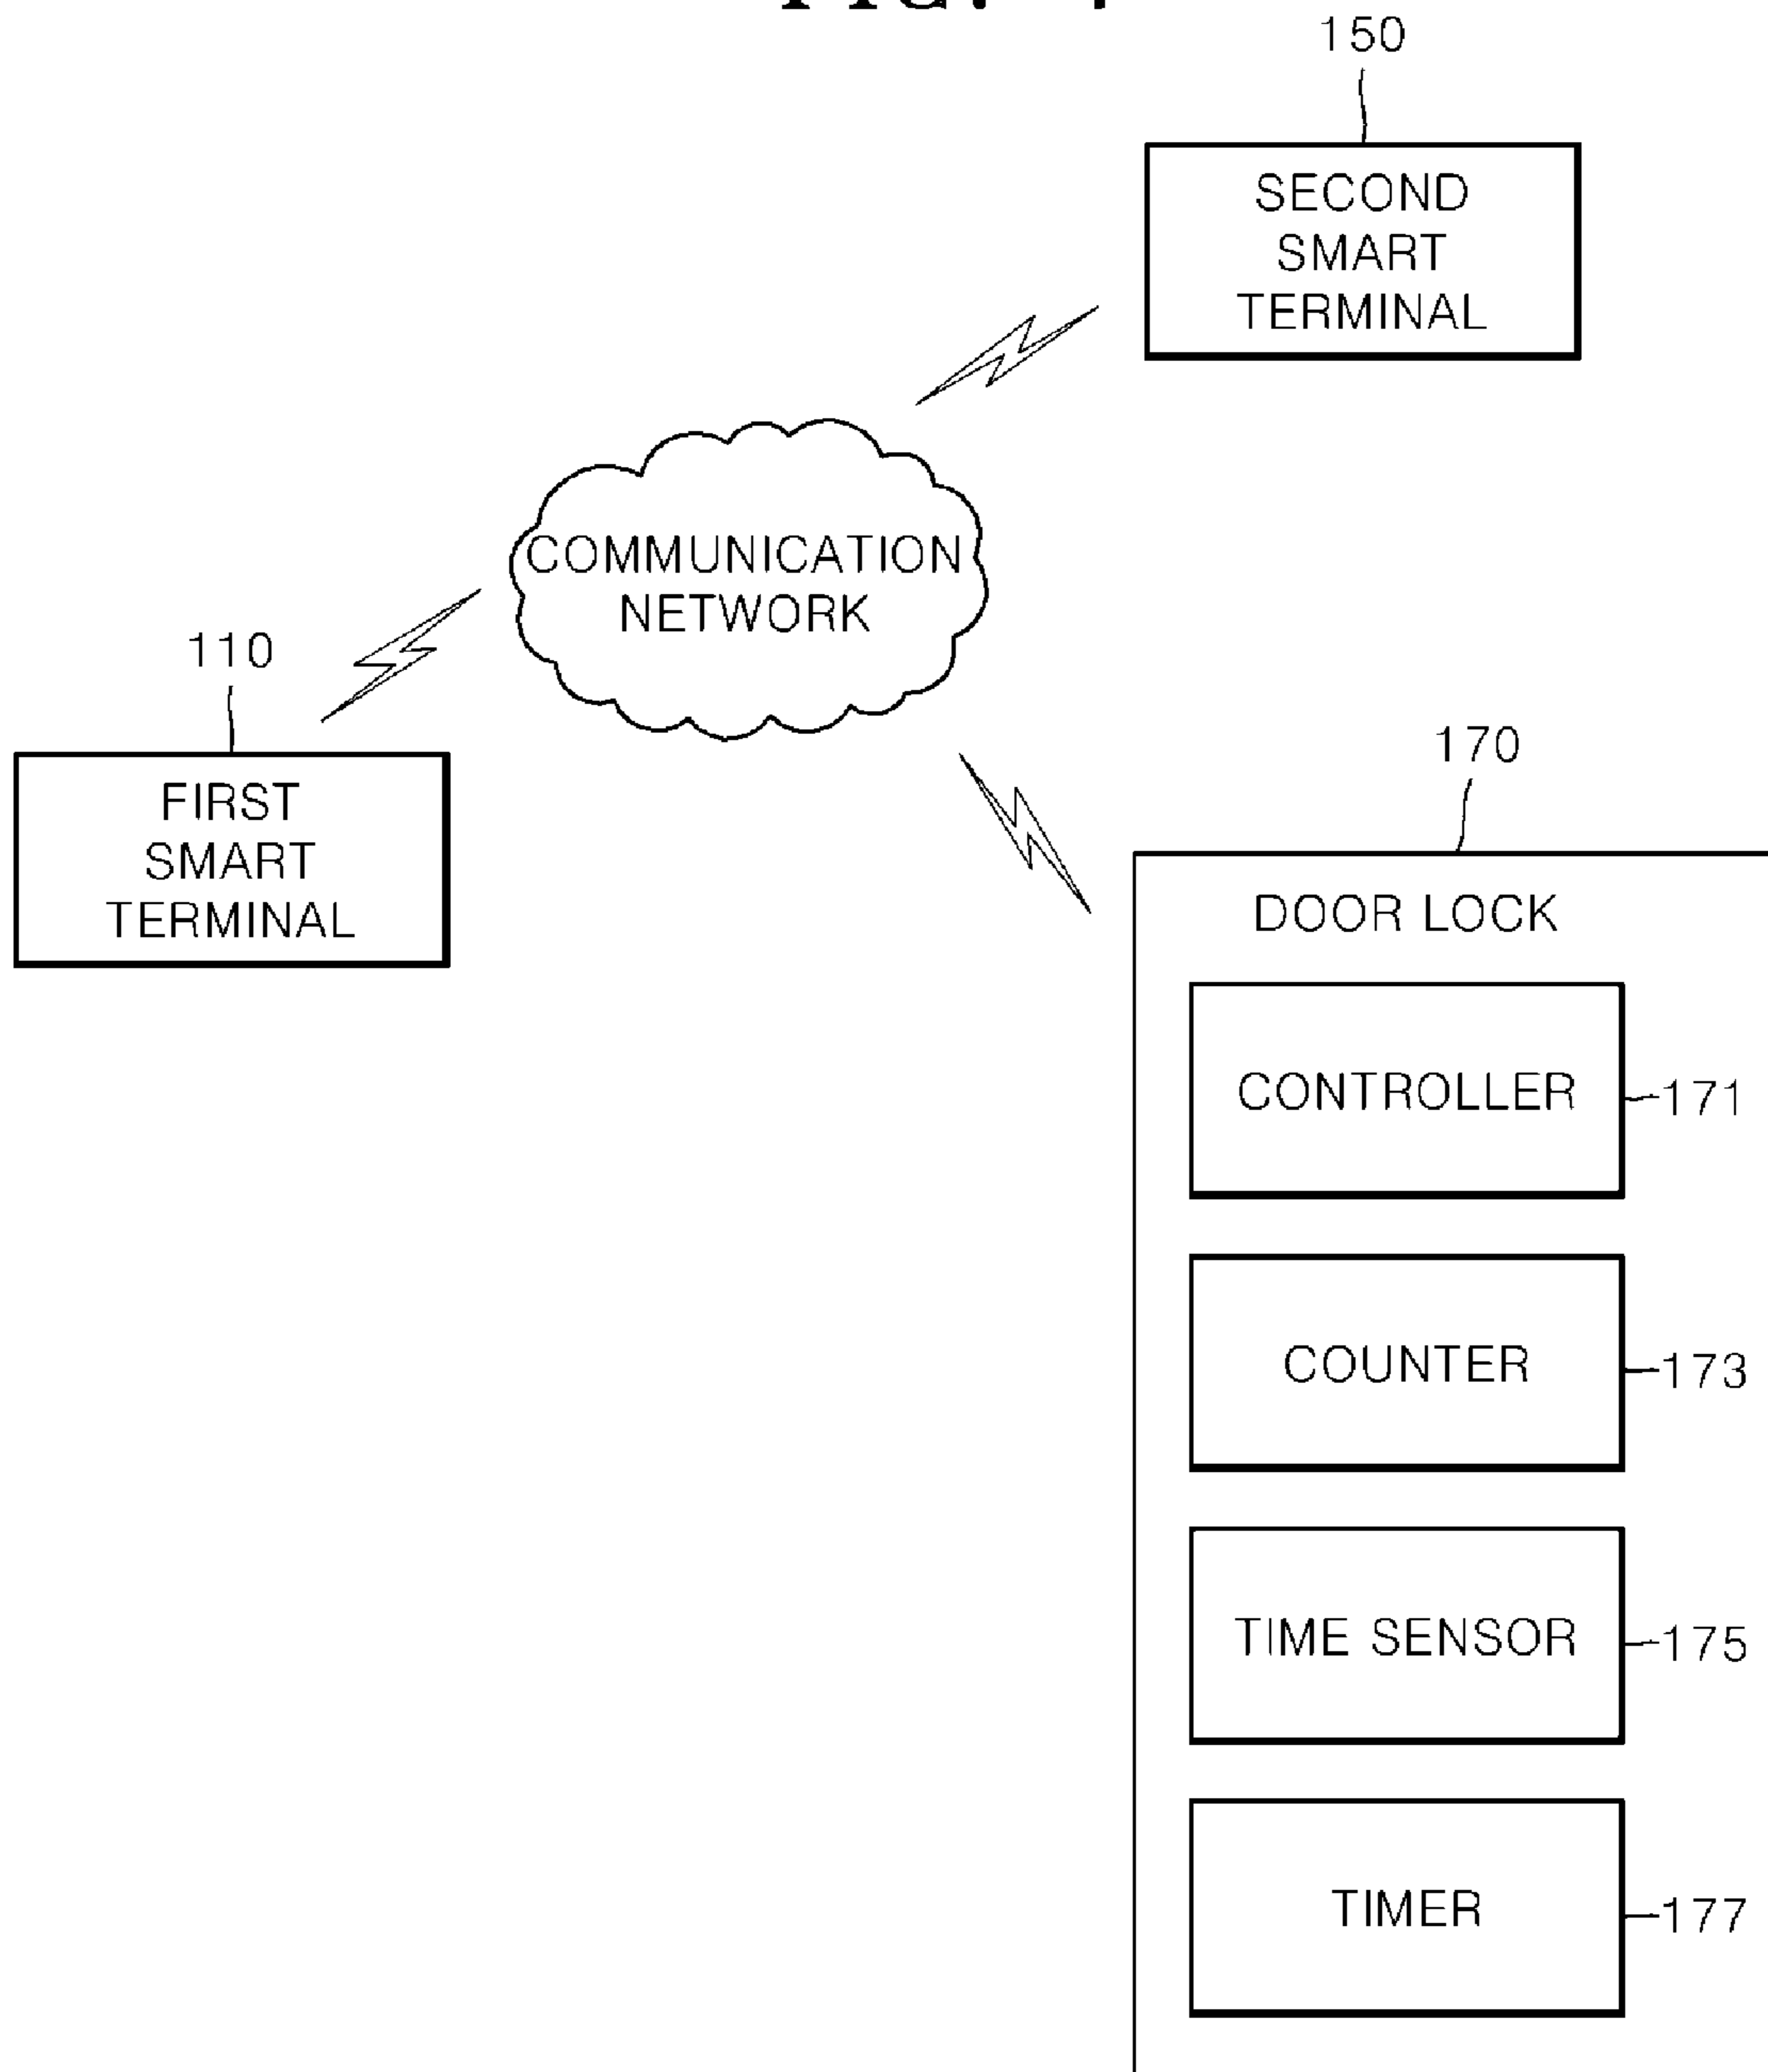 150
SECOND
SMART
TERMINAL
COMMUNICATION
NETWORK
110
FIRST
SMART
TERMINAL
170
DOOR LOCK
CONTROLLER
171
COUNTER
173
TIME SENSOR
175
TIMER
177